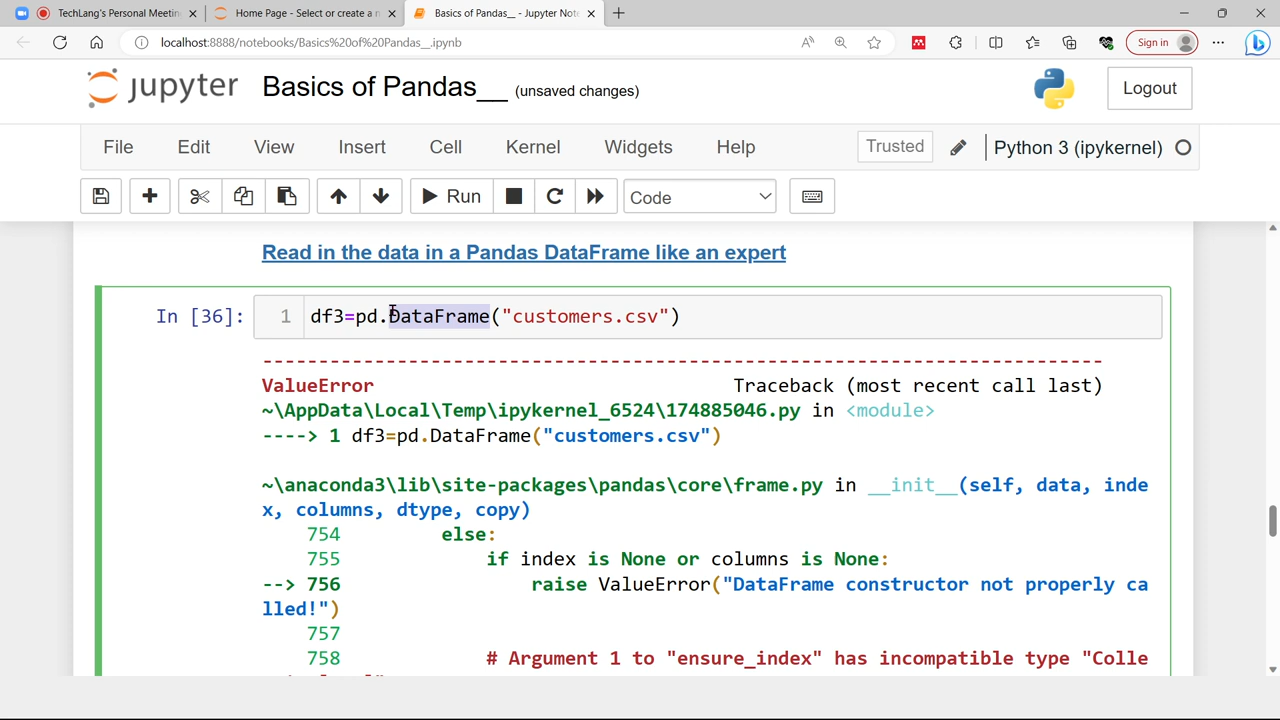 TechLang's Personal Meetin
Home Page - Select or create a n
Basics of Pandas__ - Jupyter Note
localhost:8888/notebooks/Basics%20of%20Pandas__.ipynb
Sign in
jupyter Basics of Pandas__ (unsaved changes)
Logout
File Edit View Insert Cell Kernel Widgets Help Trusted Python 3 (ipykernel)
Run Code
Read in the data in a Pandas DataFrame like an expert
In [36]: 1 df3=pd.DataFrame("customers.csv")
---------------------------------------------------------------------------
ValueError Traceback (most recent call last)
~\AppData\Local\Temp\ipykernel_6524\174885046.py in <module>
----> 1 df3=pd.DataFrame("customers.csv")
~\anaconda3\lib\site-packages\pandas\core\frame.py in __init__(self, data, inde
x, columns, dtype, copy)
754 else:
755 if index is None or columns is None:
--> 756 raise ValueError("DataFrame constructor not properly ca
lled!")
757
758 # Argument 1 to "ensure_index" has incompatible type "Colle